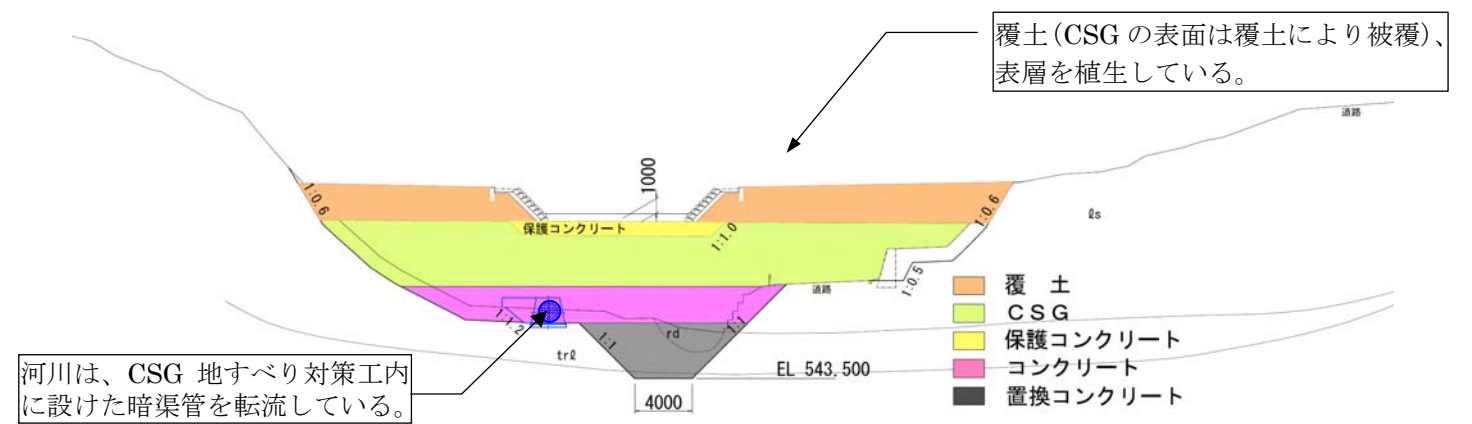 覆土(CSG の表面は覆土により被覆)、
表層を植生している。
道路
1:0.6
1000
1:0.6
ℓs
保護コンクリート
1:1.0
1:0.5
道路
1:1.2
1:1
rd
1:1
trℓ
EL 543.500
4000
覆 土
CSG
保護コンクリート
コンクリート
置換コンクリート
河川は、CSG 地すべり対策工内
に設けた暗渠管を転流している。